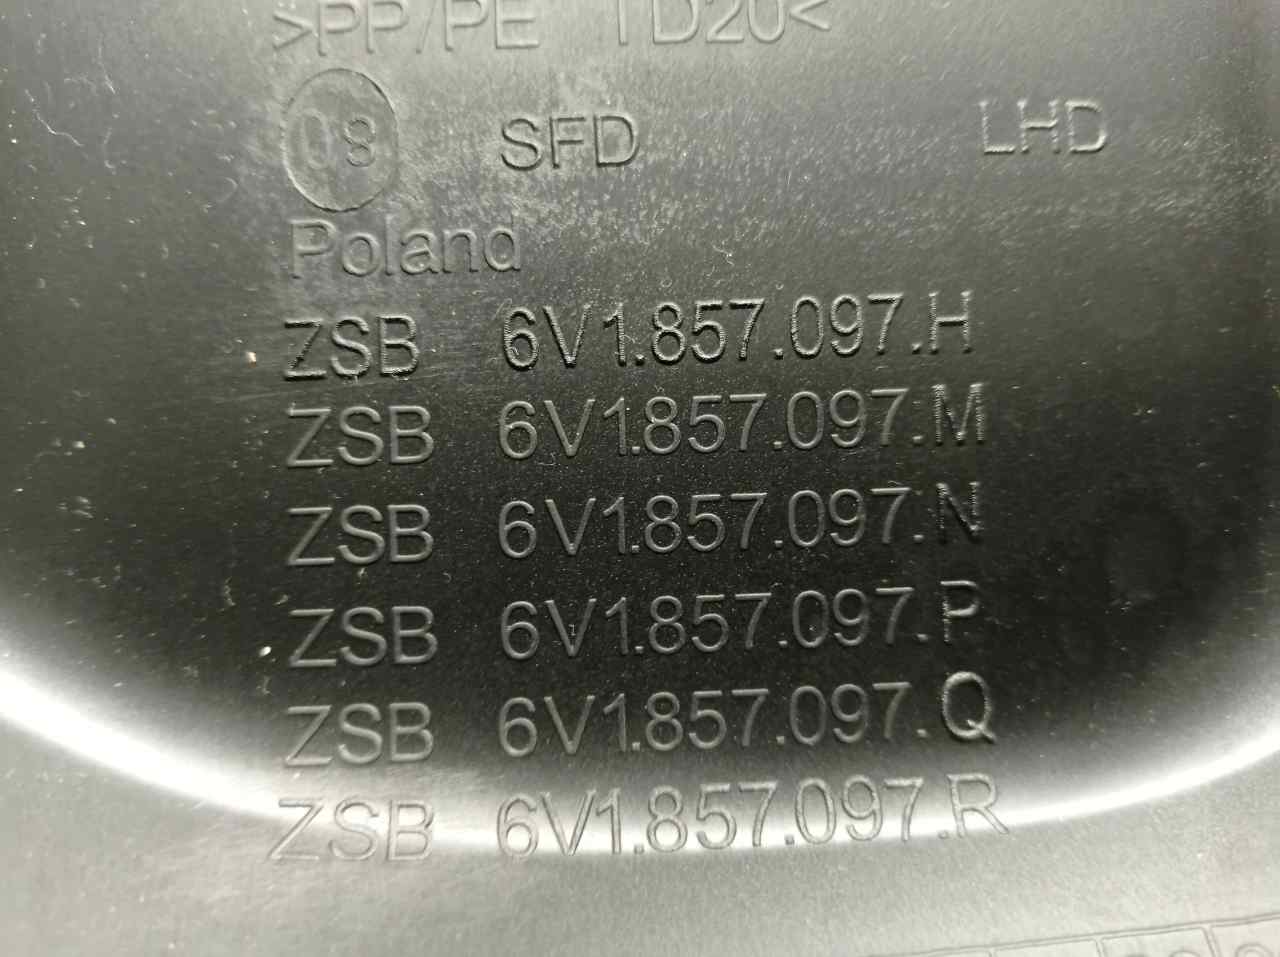 >PP/PE TD20<
08 SFD LHD
Poland
ZSB 6V1.857.097.H
ZSB 6V1.857.097.M
ZSB 6V1.857.097.N
ZSB 6V1.857.097.P
ZSB 6V1.857.097.Q
ZSB 6V1.857.097.R